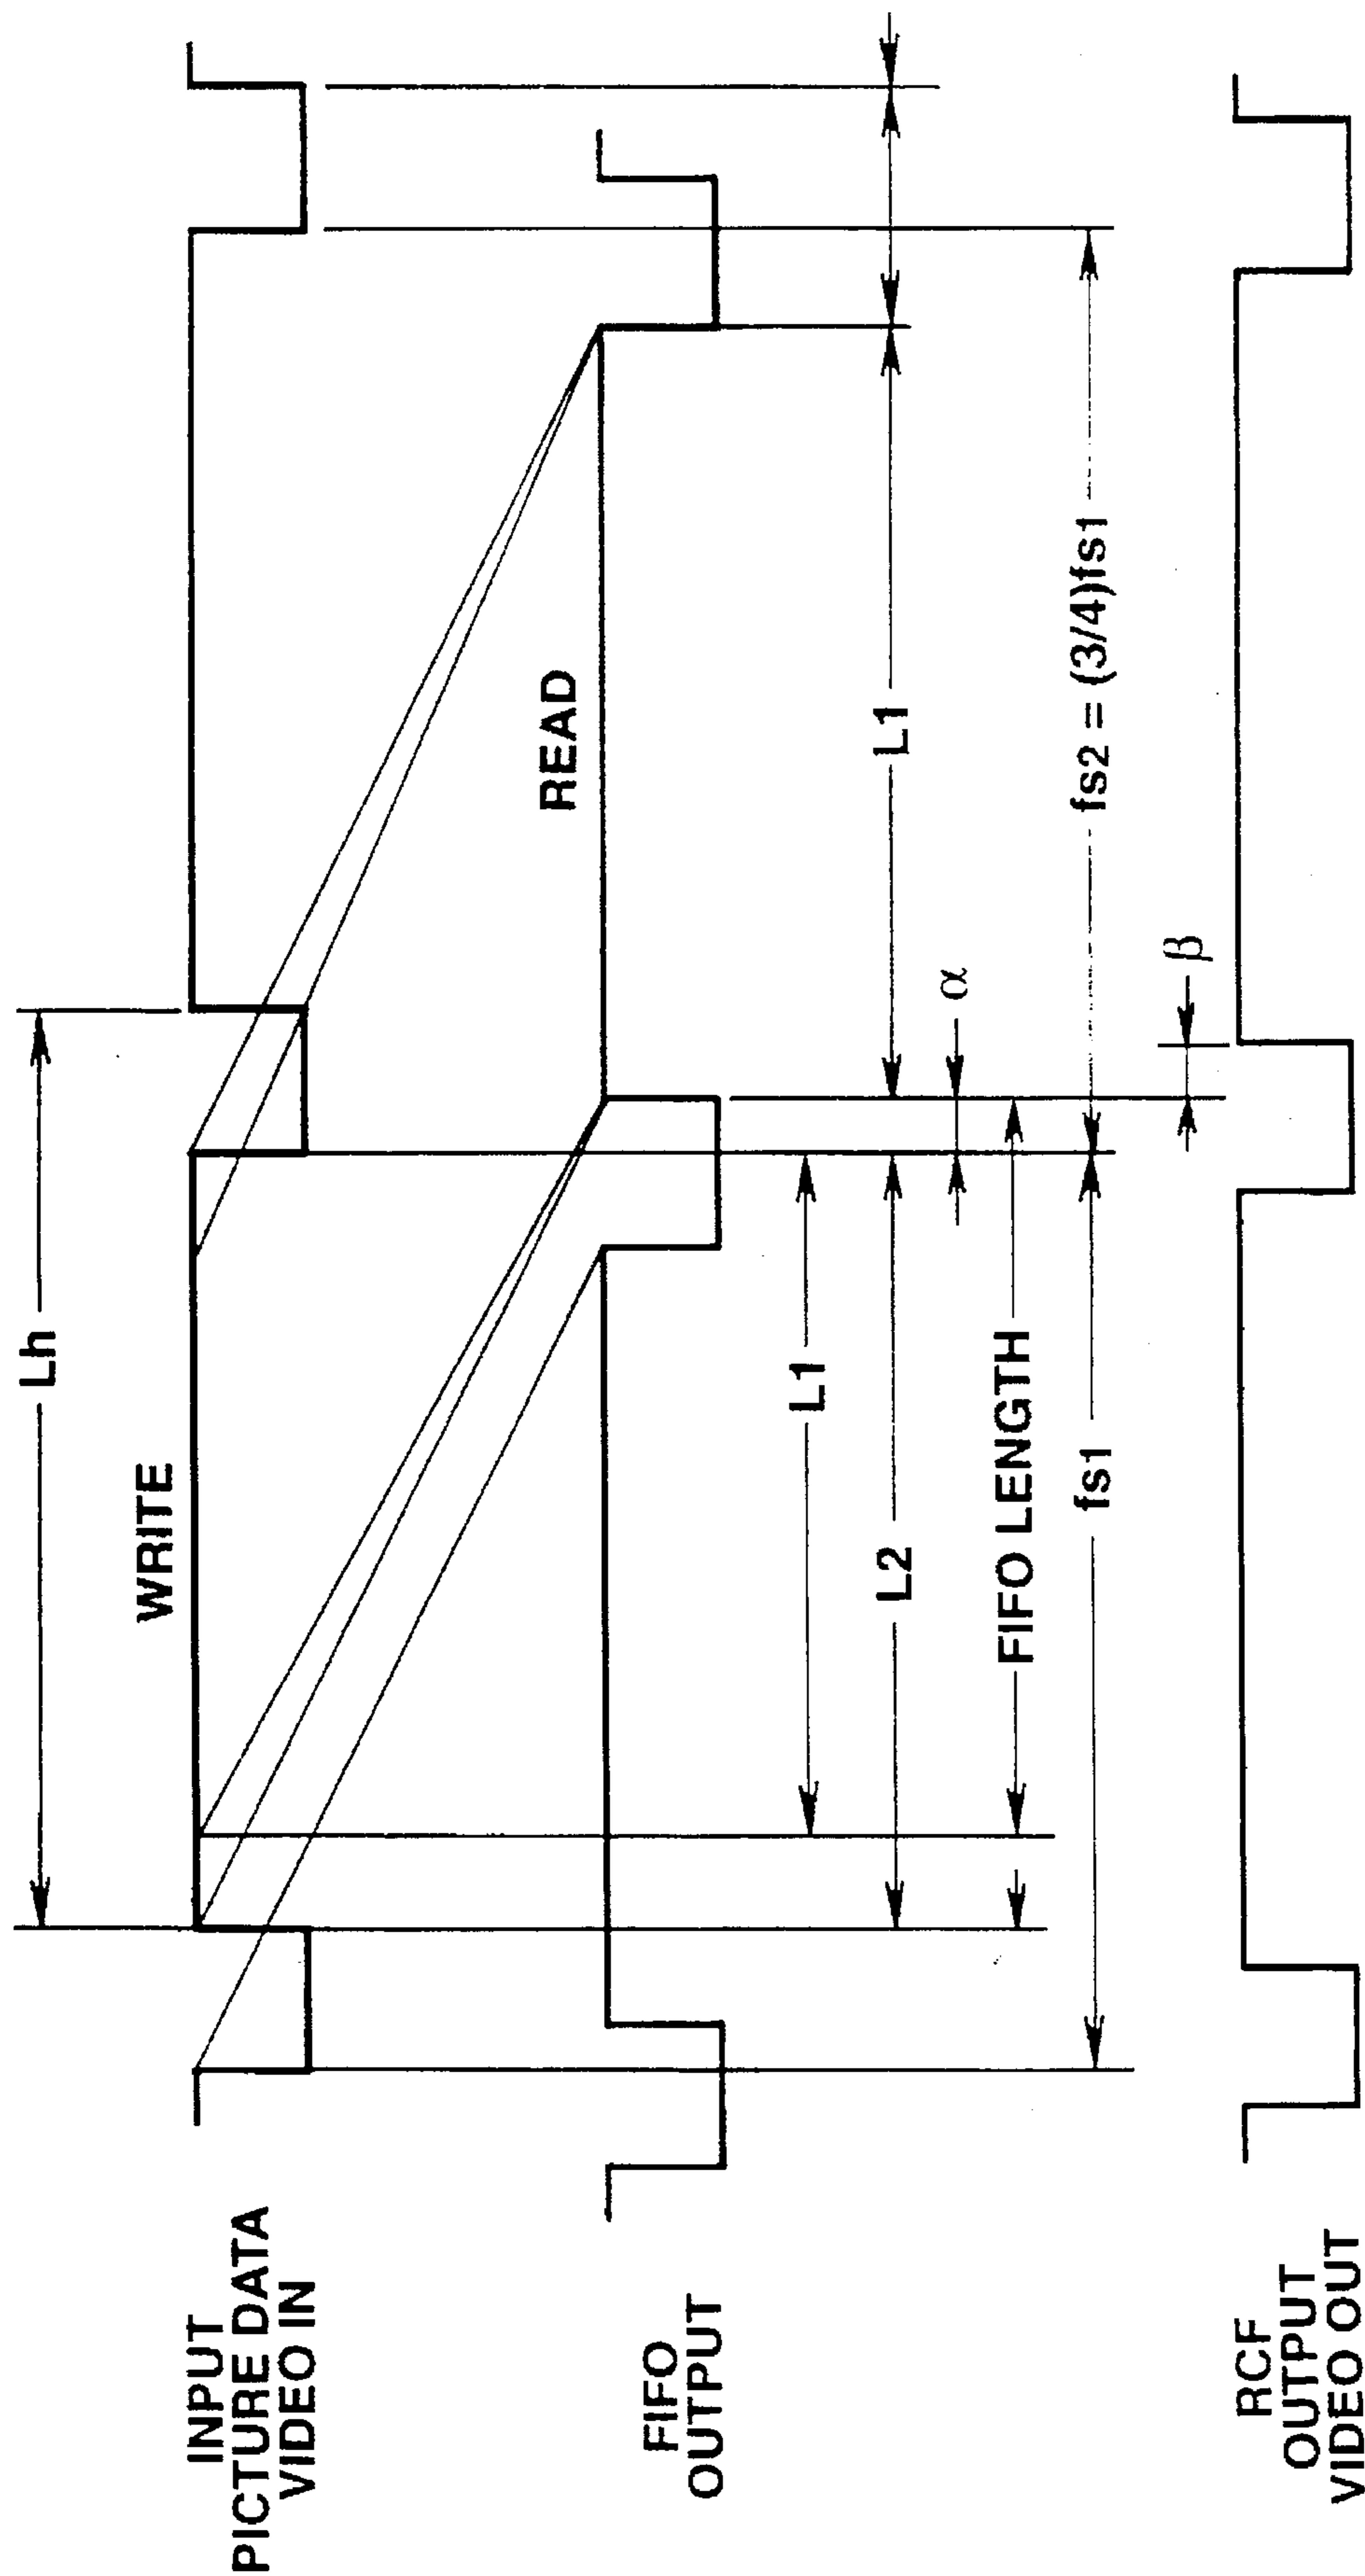 Lh
INPUT
PICTURE DATA
VIDEO IN
WRITE
READ
FIFO
OUTPUT
L1
L1
L2
α
FIFO LENGTH
fs1
fs2 = (3/4)fs1
β
RCF
OUTPUT
VIDEO OUT